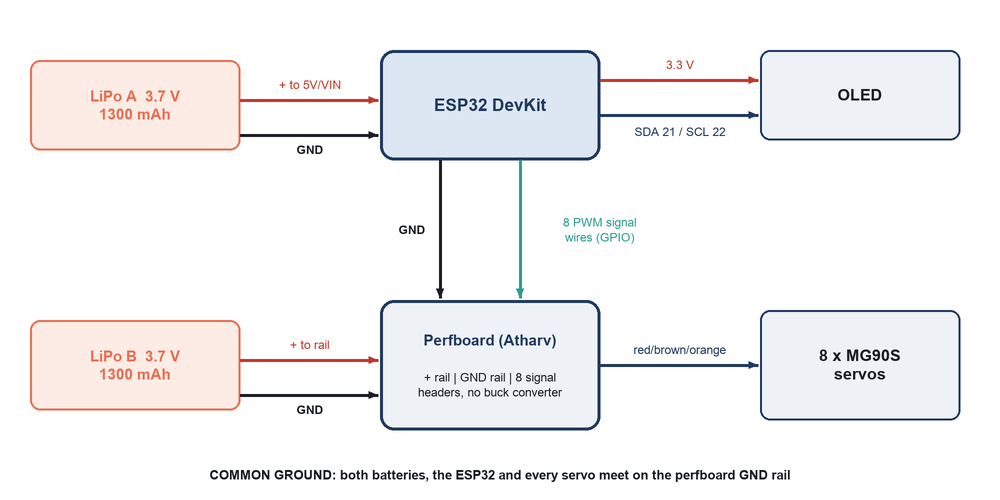 LiPo A  3.7 V
1300 mAh
+ to 5V/VIN
GND
ESP32 DevKit
3.3 V
SDA 21 / SCL 22
OLED
GND
8 PWM signal
wires (GPIO)
LiPo B  3.7 V
1300 mAh
+ to rail
GND
Perfboard (Atharv)
+ rail | GND rail | 8 signal
headers, no buck converter
red/brown/orange
8 x MG90S
servos
COMMON GROUND: both batteries, the ESP32 and every servo meet on the perfboard GND rail